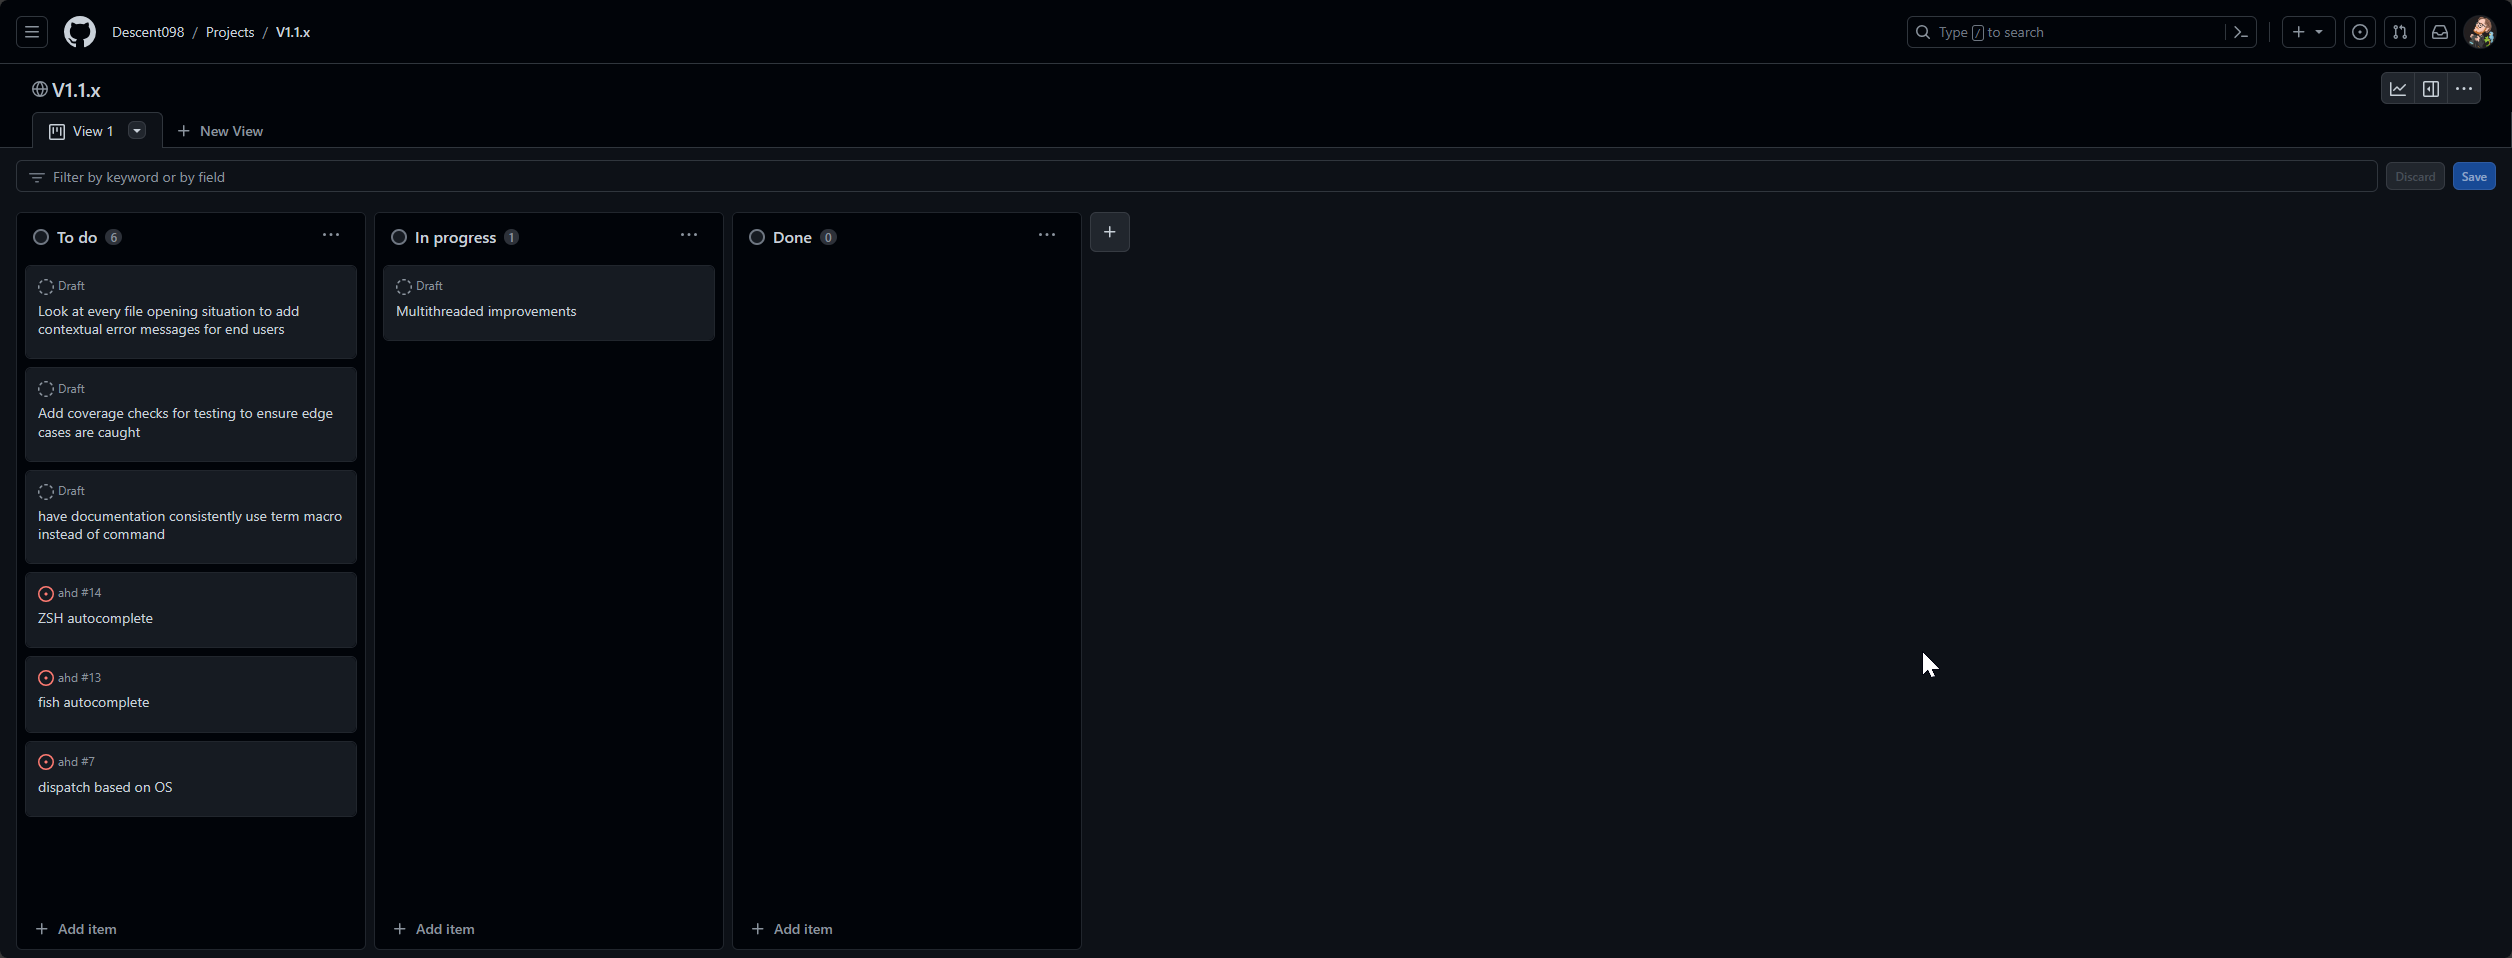 Descent098 / Projects / V1.1.x
Type / to search
V1.1.x
View 1
New View
Filter by keyword or by field
Discard
Save
To do 6
Draft
Look at every file opening situation to add
contextual error messages for end users
Draft
Add coverage checks for testing to ensure edge
cases are caught
Draft
have documentation consistently use term macro
instead of command
ahd #14
ZSH autocomplete
ahd #13
fish autocomplete
ahd #7
dispatch based on OS
Add item
In progress 1
Draft
Multithreaded improvements
Add item
Done 0
Add item